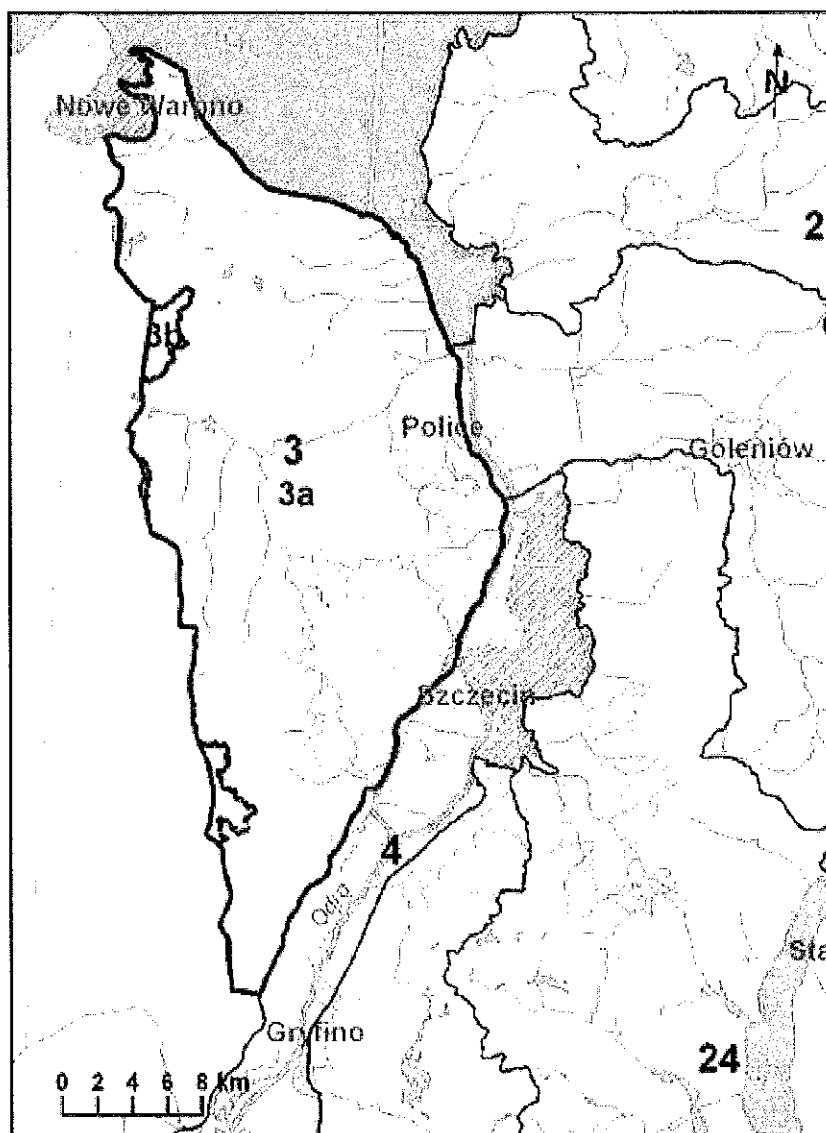 N
Nowe Warpno
2
3b
Police
Goleniów
3
3a
Szczecin
4
Odra
Sta
Gryfino
24
0 2 4 6 8 km